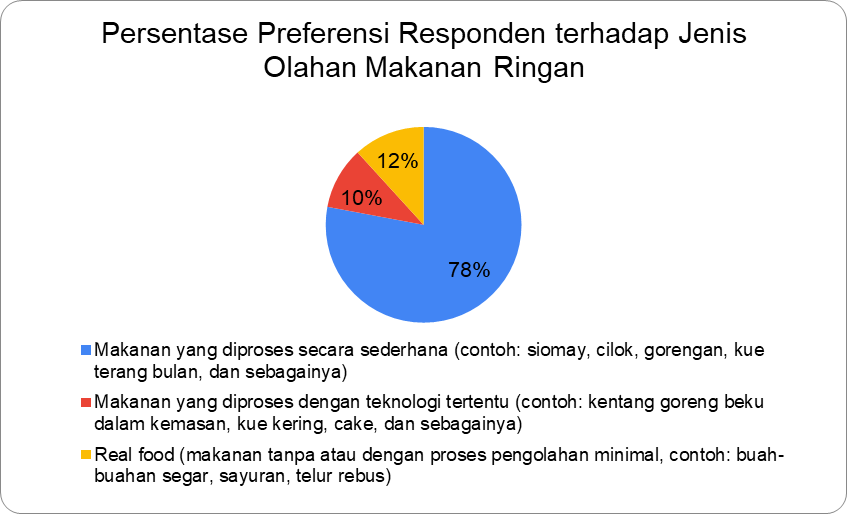 Persentase Preferensi Responden terhadap Jenis
Olahan Makanan Ringan
12%
10%
78%
Makanan yang diproses secara sederhana (contoh: siomay, cilok, gorengan, kue
terang bulan, dan sebagainya)
Makanan yang diproses dengan teknologi tertentu (contoh: kentang goreng beku
dalam kemasan, kue kering, cake, dan sebagainya)
Real food (makanan tanpa atau dengan proses pengolahan minimal, contoh: buah-
buahan segar, sayuran, telur rebus)